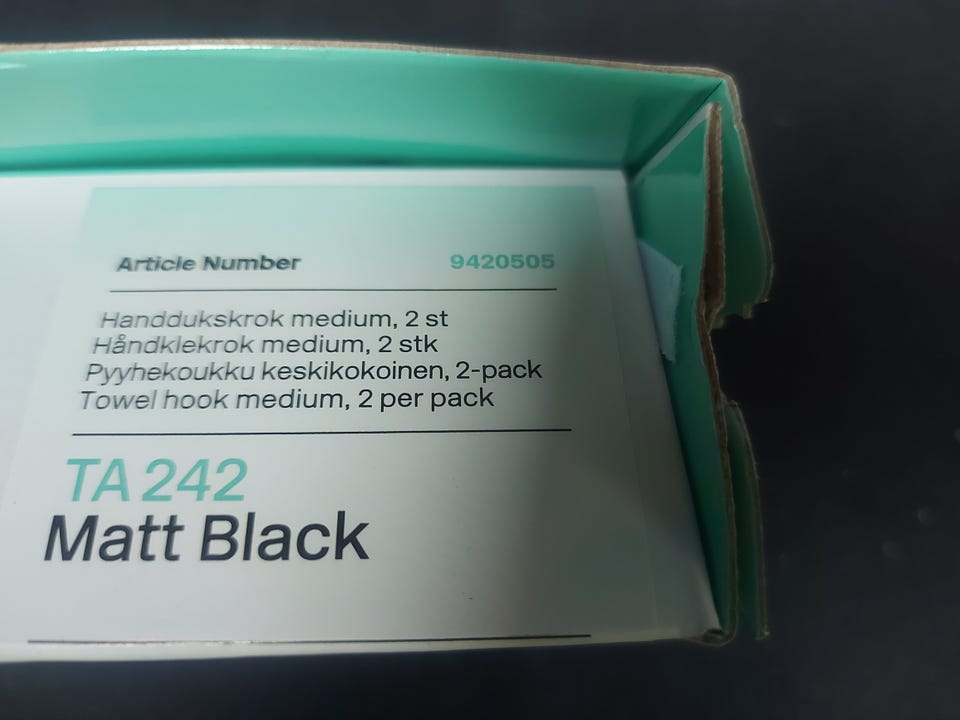 Article Number 9420505
Handdukskrok medium, 2 st
Håndklekrok medium, 2 stk
Pyyhekoukku keskikokoinen, 2-pack
Towel hook medium, 2 per pack
TA 242
Matt Black